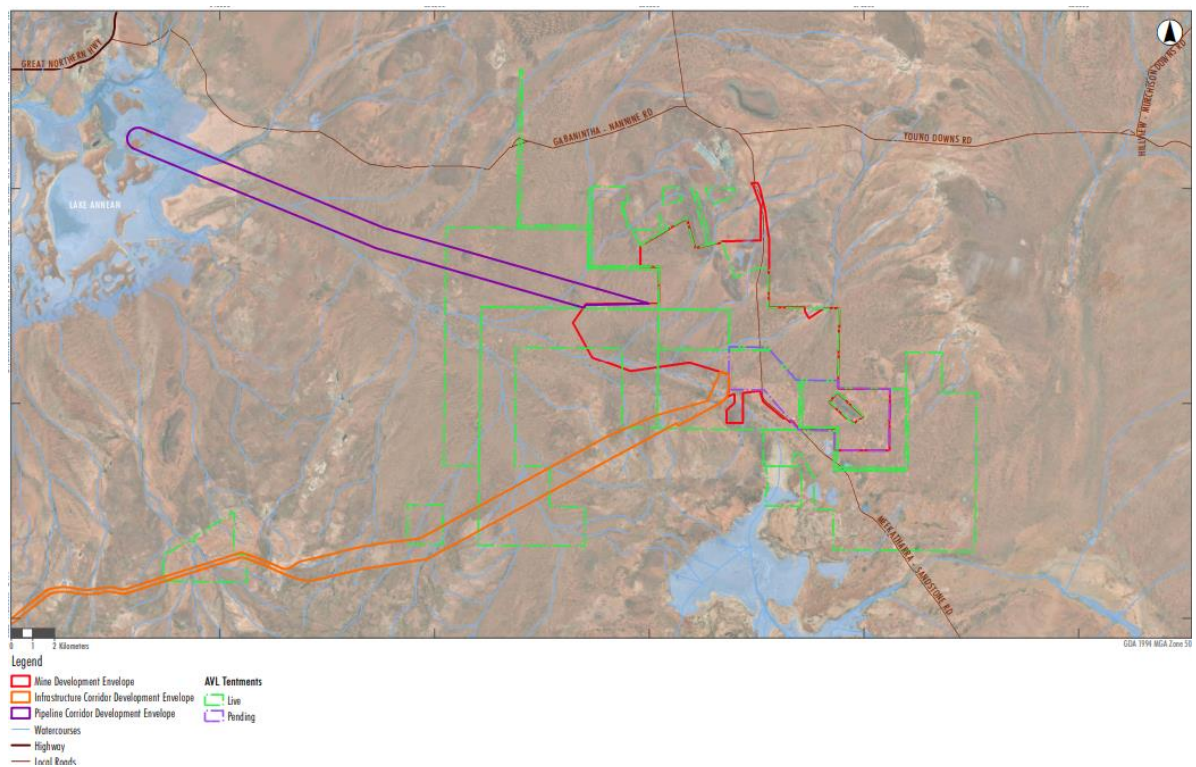 GREAT NORTHERN HWY
HILLVIEW - MURCHISON DOWNS RD
GABANINTHA - NANNINE RD
YOUNG DOWNS RD
LAKE ANNEAN
MEEKATHARRA - SANDSTONE RD
0 1 2 Kilometers
GDA 1994 MGA Zone 50
Legend
Mine Development Envelope
Infrastructure Corridor Development Envelope
Pipeline Corridor Development Envelope
Watercourses
Highway
Local Roads
AVL Tentments
Live
Pending